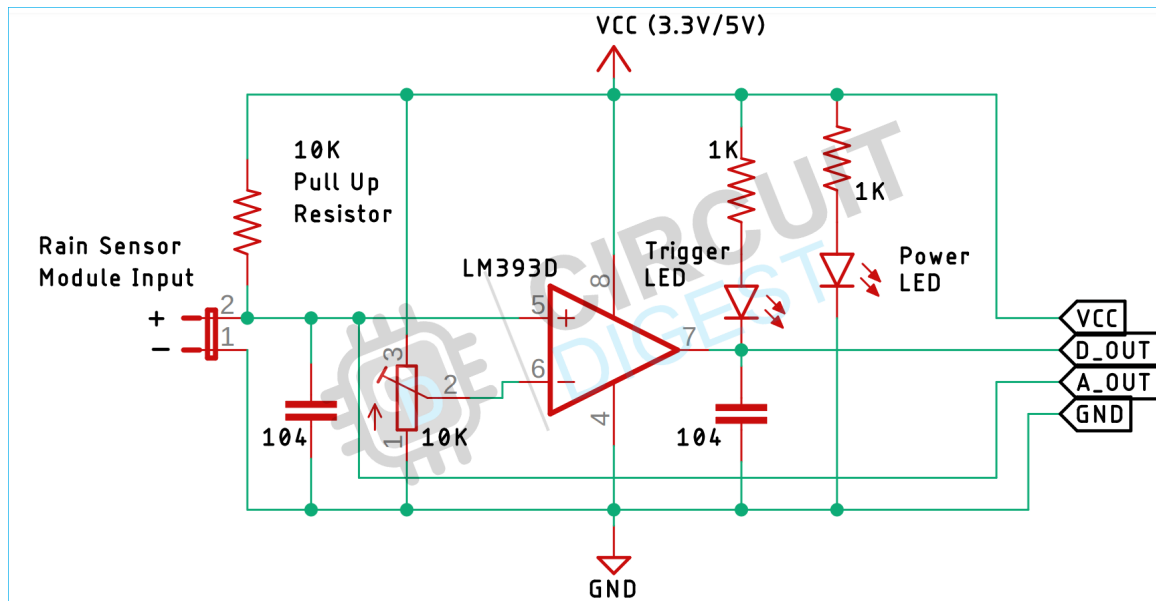 VCC (3.3V/5V)
10K
Pull Up
Resistor
1K
1K
Rain Sensor
Module Input
LM393D
Trigger
LED
Power
LED
CIRCUIT
DIGEST
+
2
−
1
5
+
6
−
8
7
4
3
2
1
10K
104
104
VCC
D_OUT
A_OUT
GND
GND